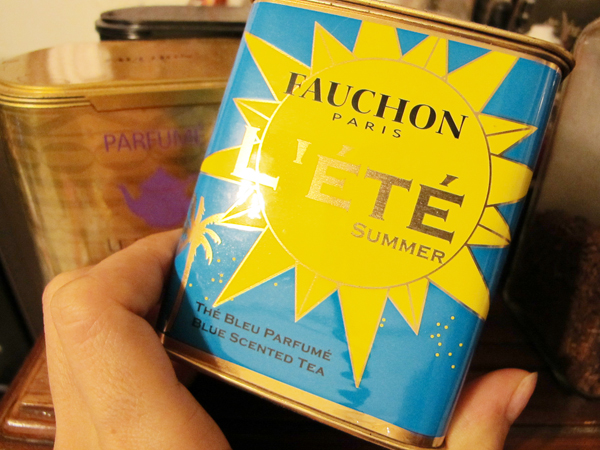 FAUCHON
PARIS
L'ÉTÉ
SUMMER
THÉ BLEU PARFUMÉ
BLUE SCENTED TEA
PARFUMÉ